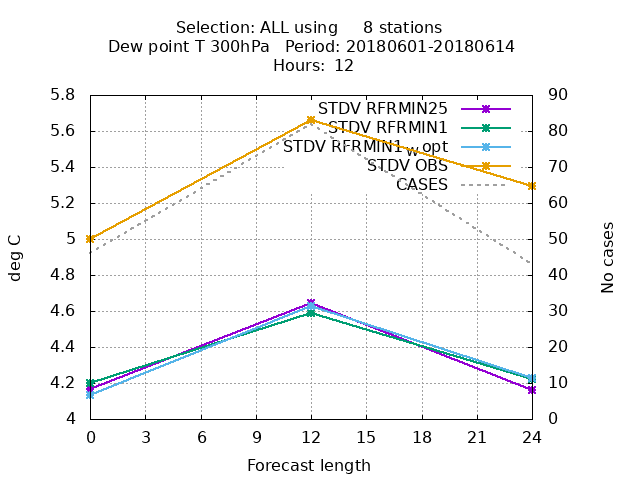 Selection: ALL using 8 stations
Dew point T 300hPa Period: 20180601-20180614
Hours: 12
STDV RFRMIN25
STDV RFRMIN1
STDV RFRMIN1_w opt
STDV OBS
CASES
5.8
5.6
5.4
5.2
5
4.8
4.6
4.4
4.2
4
deg C
90
80
70
60
50
40
30
20
10
0
No cases
0 3 6 9 12 15 18 21 24
Forecast length